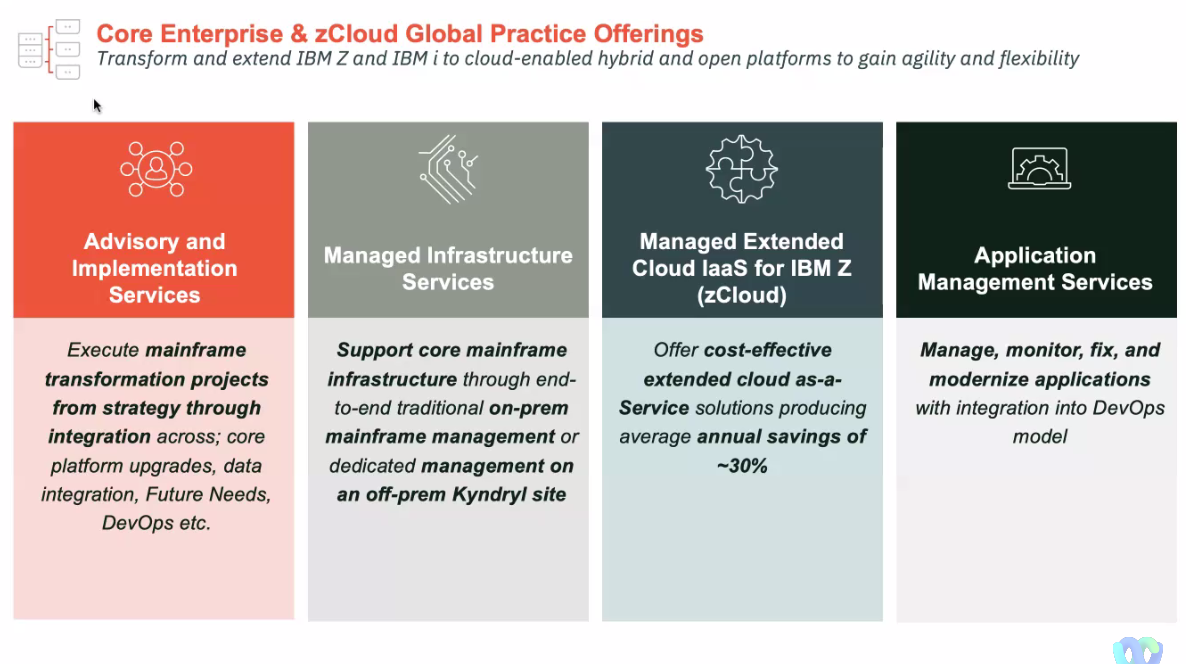 Core Enterprise & zCloud Global Practice Offerings
Transform and extend IBM Z and IBM i to cloud-enabled hybrid and open platforms to gain agility and flexibility
Advisory and
Implementation
Services
Execute mainframe
transformation projects
from strategy through
integration across; core
platform upgrades, data
integration, Future Needs,
DevOps etc.
Managed Infrastructure
Services
Support core mainframe
infrastructure through end-
to-end traditional on-prem
mainframe management or
dedicated management on
an off-prem Kyndryl site
Managed Extended
Cloud IaaS for IBM Z
(zCloud)
Offer cost-effective
extended cloud as-a-
Service solutions producing
average annual savings of
~30%
Application
Management Services
Manage, monitor, fix, and
modernize applications
with integration into DevOps
model